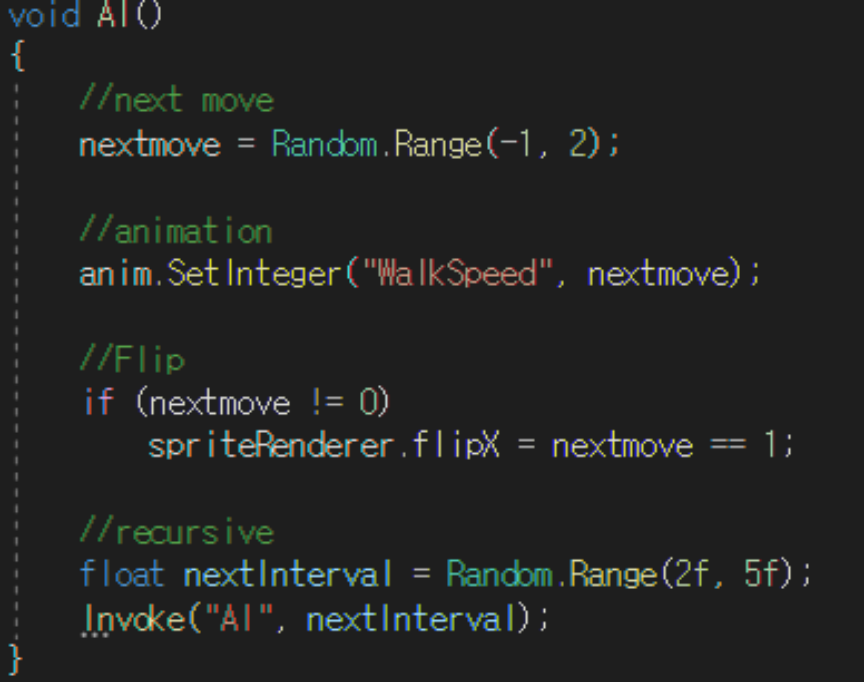 void AI()
{
//next move
nextmove = Random.Range(-1, 2);
//animation
anim.SetInteger("WalkSpeed", nextmove);
//Flip
if (nextmove != 0)
spriteRenderer.flipX = nextmove == 1;
//recursive
float nextInterval = Random.Range(2f, 5f);
Invoke("AI", nextInterval);
}